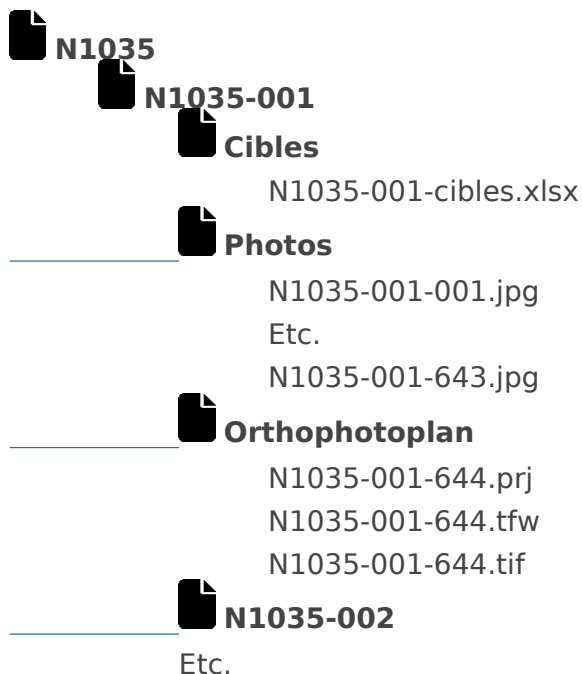 N1035
N1035-001
Cibles
N1035-001-cibles.xlsx
Photos
N1035-001-001.jpg
Etc.
N1035-001-643.jpg
Orthophotoplan
N1035-001-644.prj
N1035-001-644.tfw
N1035-001-644.tif
N1035-002
Etc.